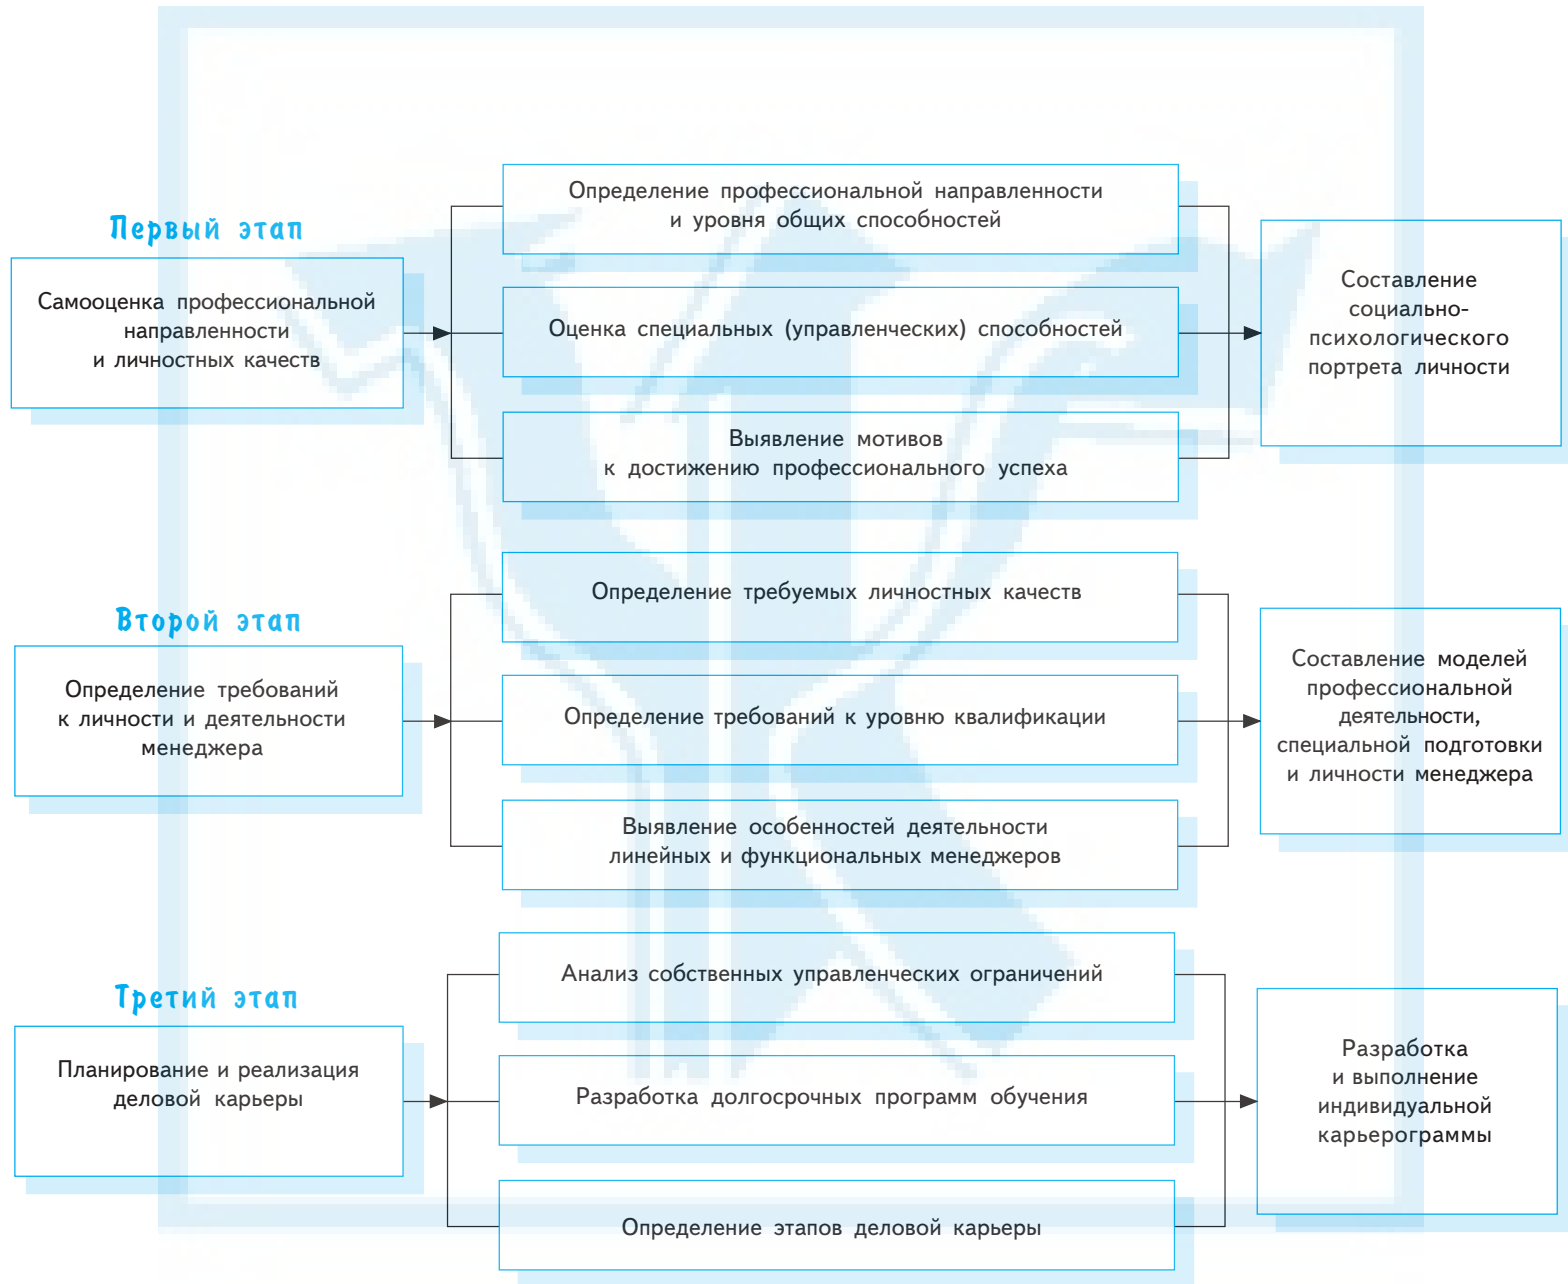 Первый этап
Самооценка профессиональной
направленности
и личностных качеств
Определение профессиональной направленности
и уровня общих способностей
Оценка специальных (управленческих) способностей
Выявление мотивов
к достижению профессионального успеха
Составление
социально-
психологического
портрета личности
Второй этап
Определение требований
к личности и деятельности
менеджера
Определение требуемых личностных качеств
Определение требований к уровню квалификации
Выявление особенностей деятельности
линейных и функциональных менеджеров
Составление моделей
профессиональной
деятельности,
специальной подготовки
и личности менеджера
Третий этап
Планирование и реализация
деловой карьеры
Анализ собственных управленческих ограничений
Разработка долгосрочных программ обучения
Определение этапов деловой карьеры
Разработка
и выполнение
индивидуальной
карьерограммы